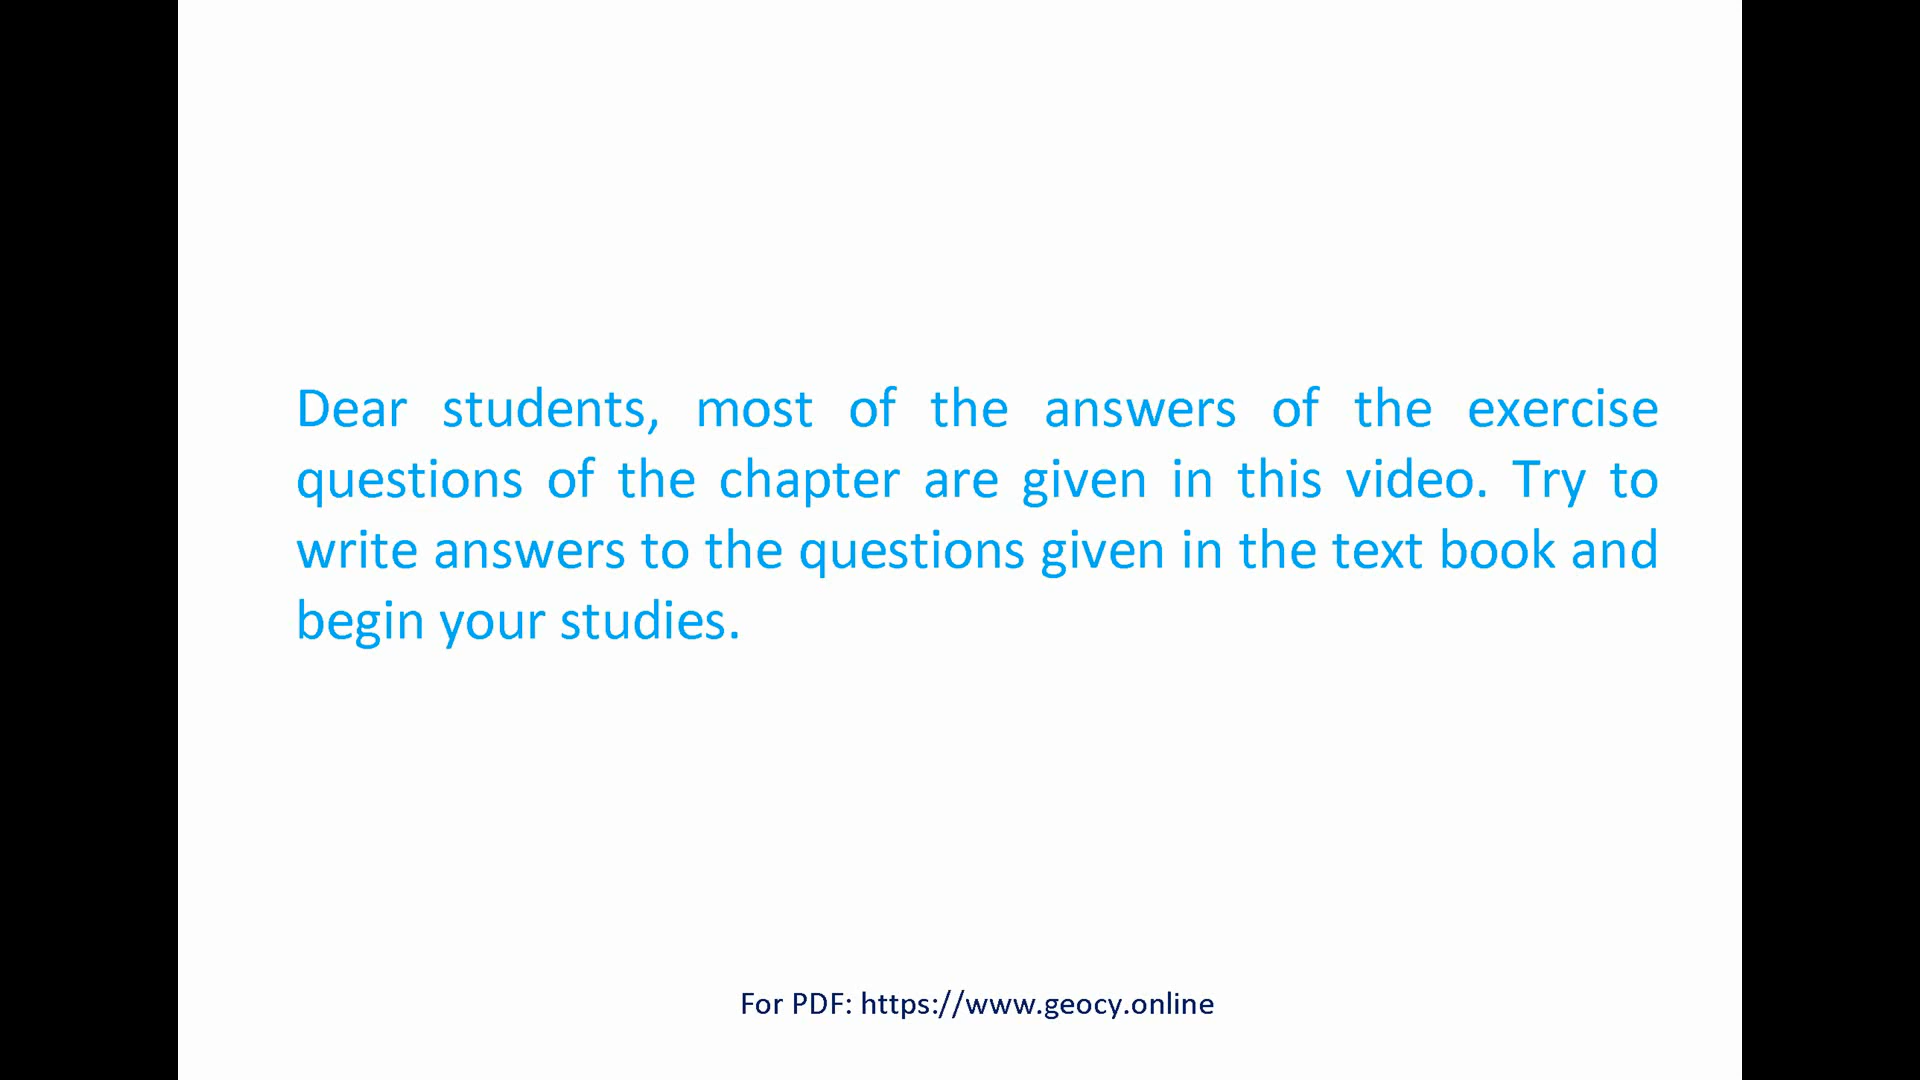 Dear students, most of the answers of the exercise
questions of the chapter are given in this video. Try to
write answers to the questions given in the text book and
begin your studies.
For PDF: https://www.geocy.online